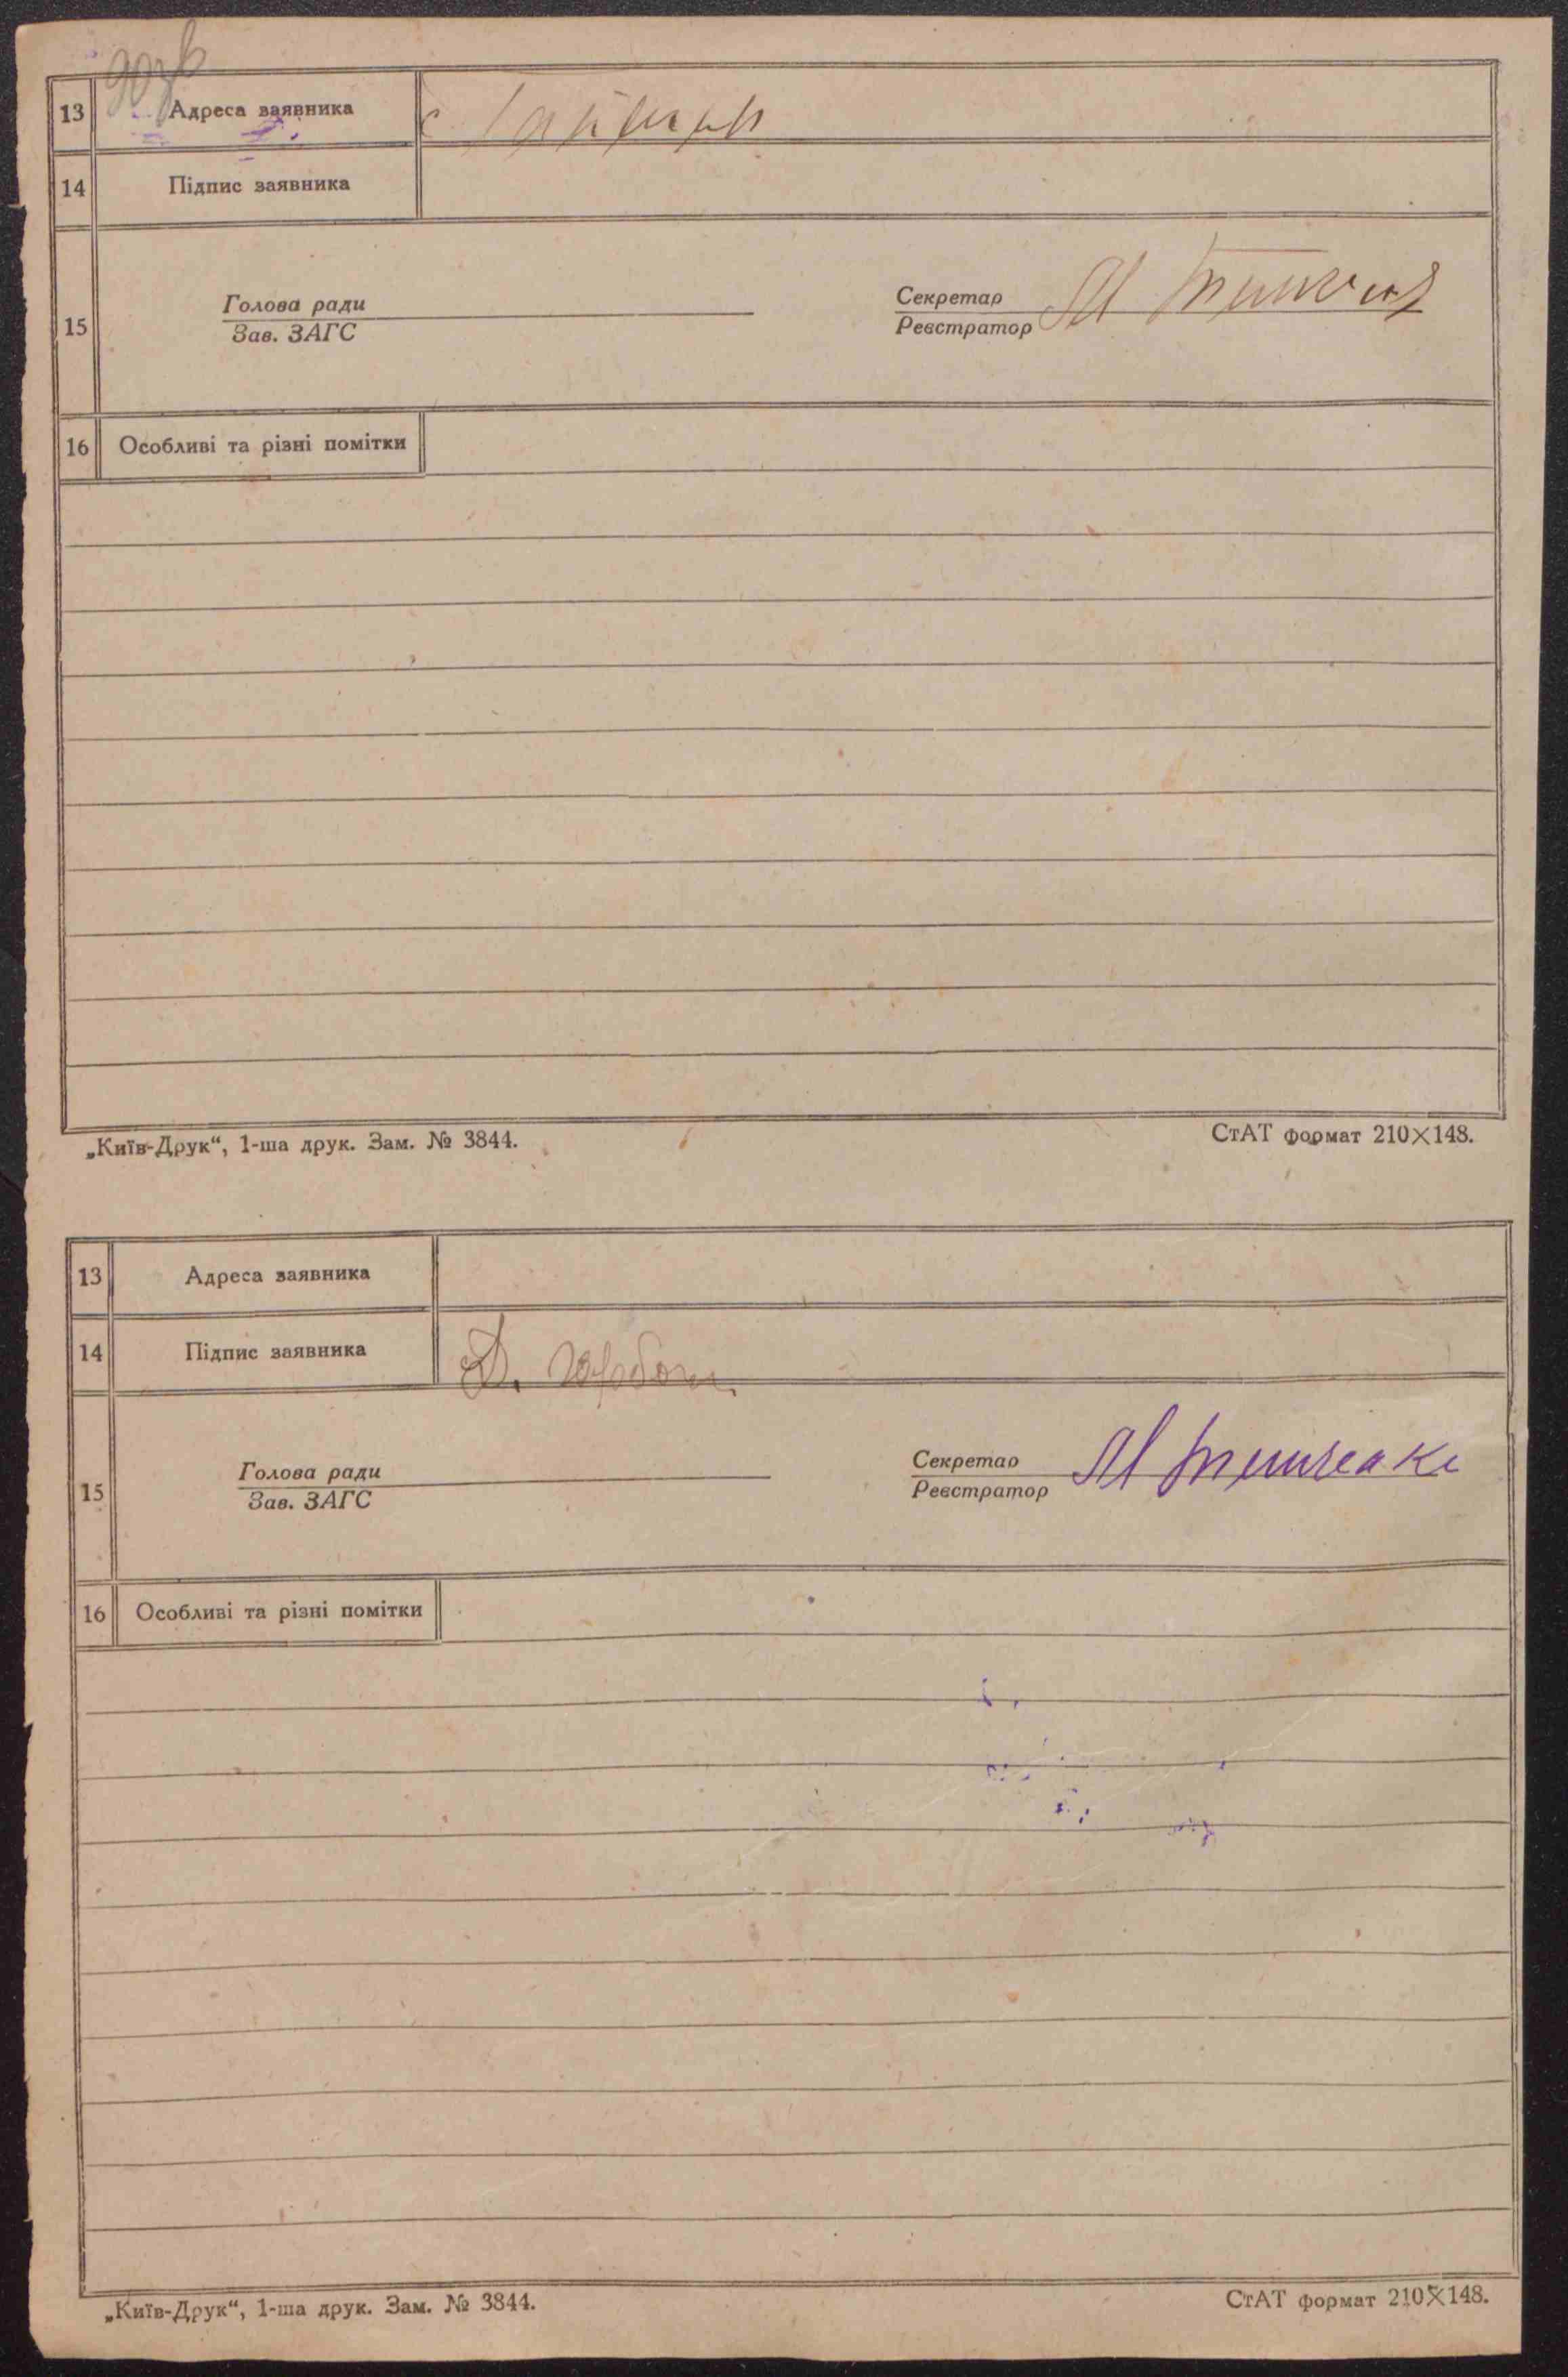 13 Адреса заявника с
14 Підпис заявника
Голова ради Секретар
15 М
Зав. ЗАГС Реєстратор
16 Особливі та різні помітки
„Київ-Друк“, 1-ша друк. Зам. № 3844. СтАТ формат 210×148.
13 Адреса заявника
14 Підпис заявника Д.
Голова ради Секретар
15 М
Зав. ЗАГС Реєстратор
16 Особливі та різні помітки
„Київ-Друк“, 1-ша друк. Зам. № 3844. СтАТ формат 210×148.